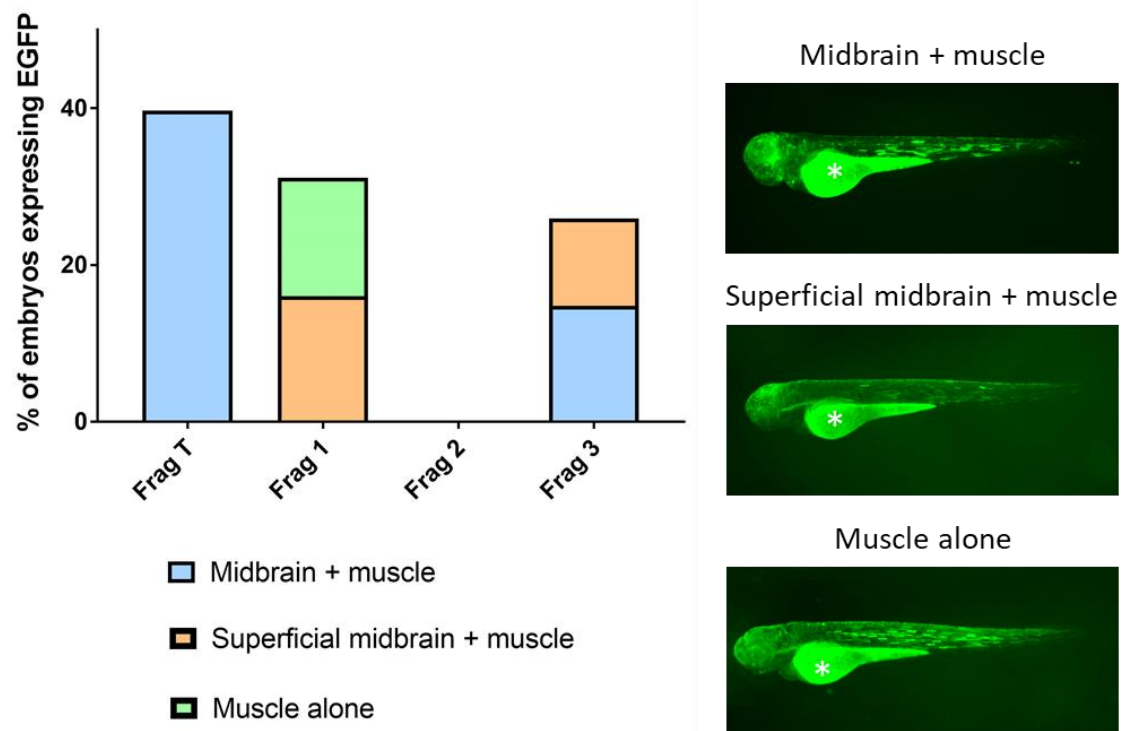 % of embryos expressing EGFP
40
20
0
Frag T
Frag 1
Frag 2
Frag 3
Midbrain + muscle
Superficial midbrain + muscle
Muscle alone
Midbrain + muscle
*
Superficial midbrain + muscle
*
Muscle alone
*